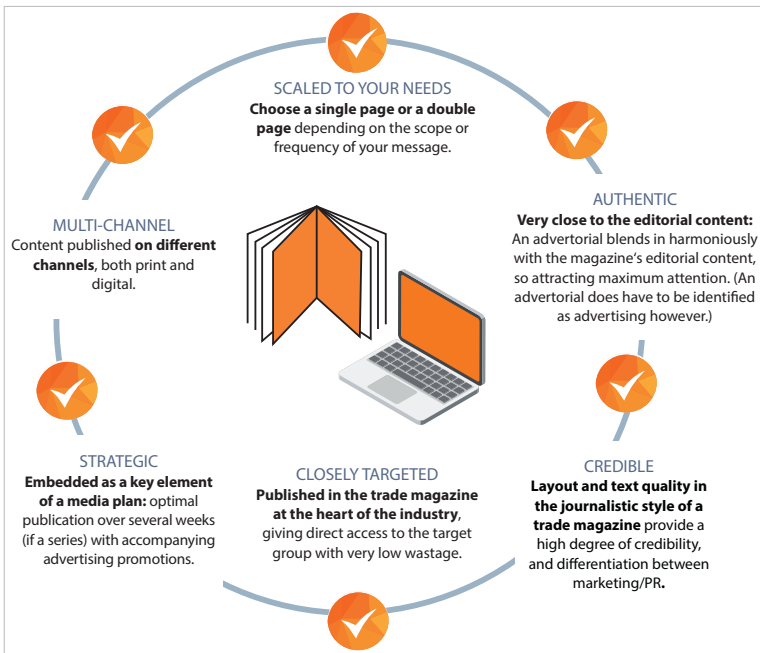 SCALED TO YOUR NEEDS
Choose a single page or a double
page depending on the scope or
frequency of your message.
AUTHENTIC
Very close to the editorial content:
An advertorial blends in harmoniously
with the magazine's editorial content,
so attracting maximum attention. (An
advertorial does have to be identified
as advertising however.)
MULTI-CHANNEL
Content published on different
channels, both print and
digital.
STRATEGIC
Embedded as a key element
of a media plan: optimal
publication over several weeks
(if a series) with accompanying
advertising promotions.
CLOSELY TARGETED
Published in the trade magazine
at the heart of the industry,
giving direct access to the target
group with very low wastage.
CREDIBLE
Layout and text quality in
the journalistic style of a
trade magazine provide a
high degree of credibility,
and differentiation between
marketing/PR.